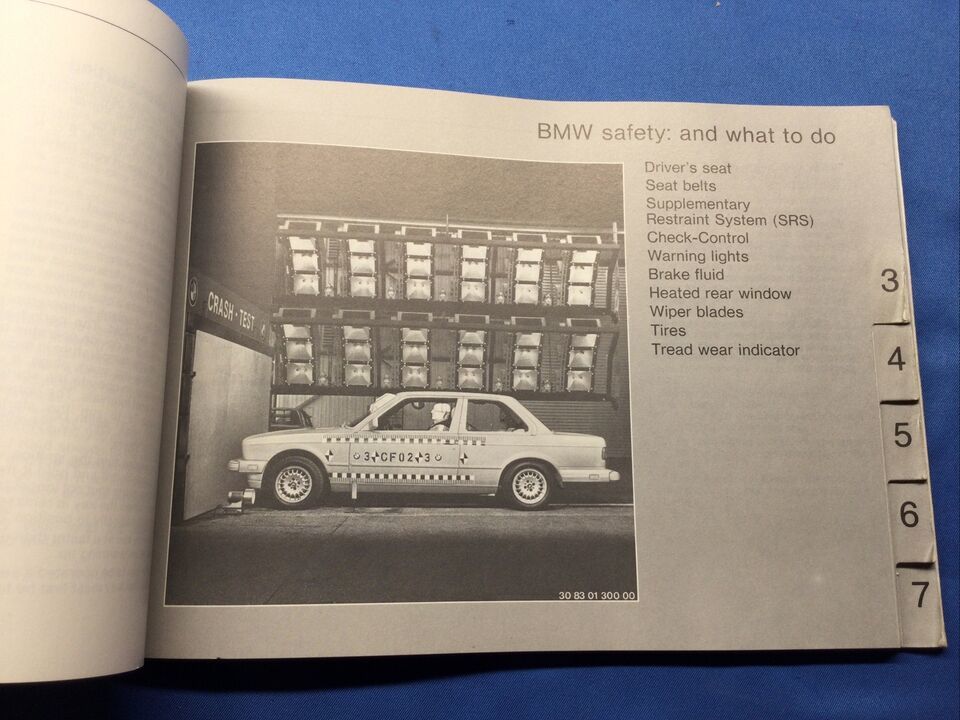 BMW safety: and what to do
Driver's seat
Seat belts
Supplementary
Restraint System (SRS)
Check-Control
Warning lights
Brake fluid
Heated rear window
Wiper blades
Tires
Tread wear indicator
CRASH-TEST
3 CF02 3
30 83 01 300 00
3
4
5
6
7